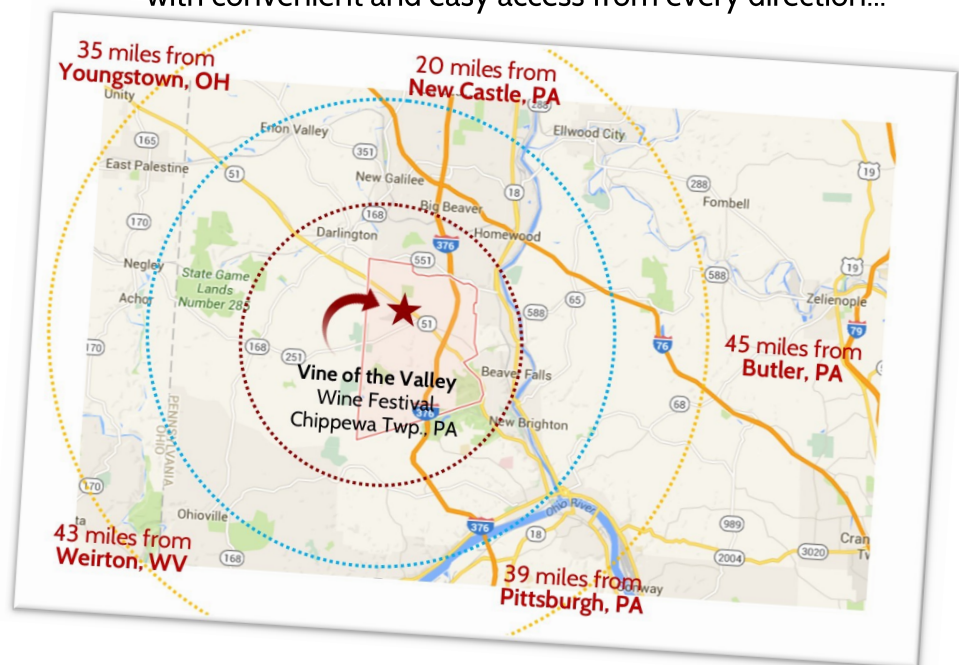 with convenient and easy access from every direction...
35 miles from
Youngstown, OH
20 miles from
New Castle, PA
Unity
288
Enon Valley
Ellwood City
165
351
19
East Palestine
51
New Galilee
18
288
168
Big Beaver
Fombell
170
Darlington
376
Homewood
551
Negley
State Game
Lands
Number 285
588
19
Achor
65
Zelienople
51
588
79
170
168
251
76
45 miles from
Butler, PA
Vine of the Valley
Wine Festival
Chippewa Twp., PA
Beaver Falls
376
68
New Brighton
PENNSYLVANIA
OHIO
170
Ohio River
Ohioville
376
18
989
43 miles from
Weirton, WV
168
2004
3020
Cran
39 miles from
Pittsburgh, PA